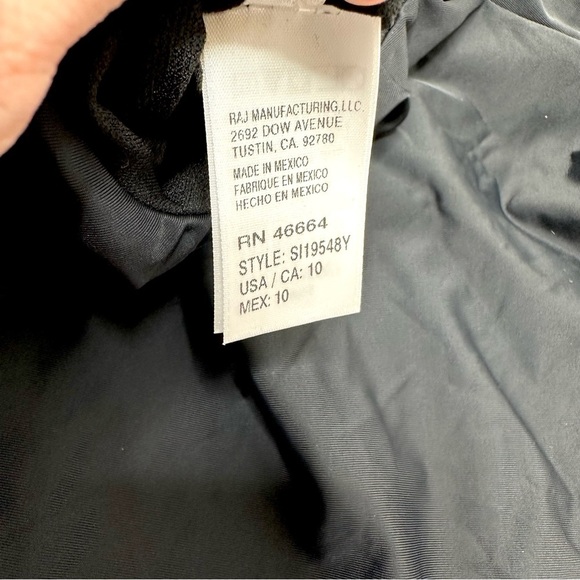 RAJ MANUFACTURING,LLC.
2692 DOW AVENUE
TUSTIN, CA. 92780
MADE IN MEXICO
FABRIQUE EN MEXICO
HECHO EN MEXICO
RN 46664
STYLE: SI19548Y
USA / CA: 10
MEX: 10